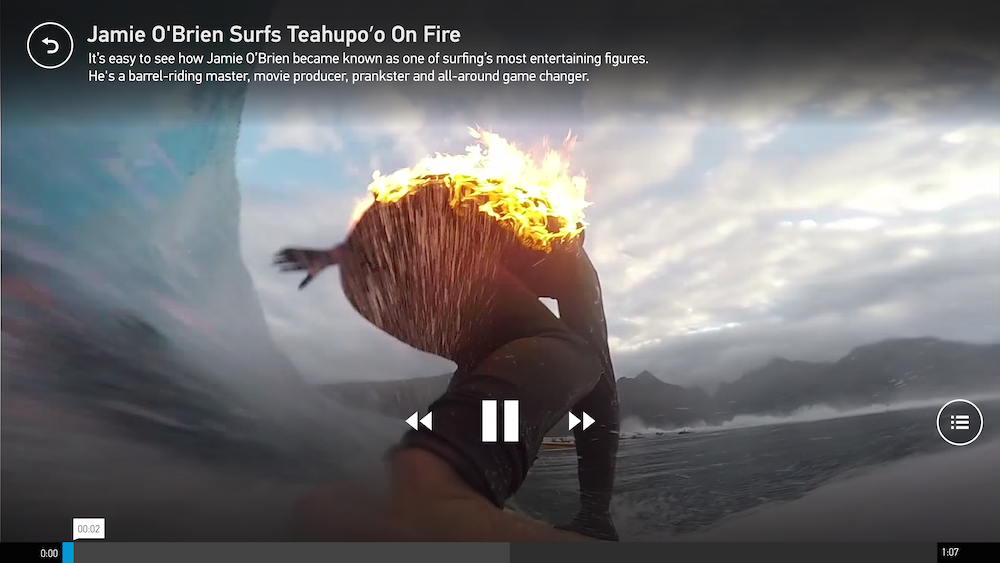 Jamie O'Brien Surfs Teahupo’o On Fire
It’s easy to see how Jamie O’Brien became known as one of surfing’s most entertaining figures.
He's a barrel-riding master, movie producer, prankster and all-around game changer.
00:02
0:00
1:07